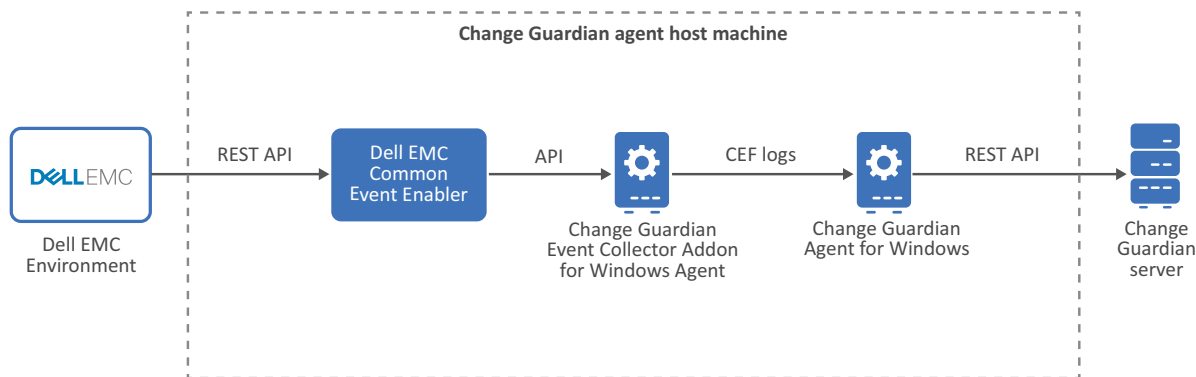 Change Guardian agent host machine
DELLEMC
Dell EMC
Environment
REST API
Dell EMC
Common
Event Enabler
API
Change Guardian
Event Collector Addon
for Windows Agent
CEF logs
Change Guardian
Agent for Windows
REST API
Change
Guardian
server